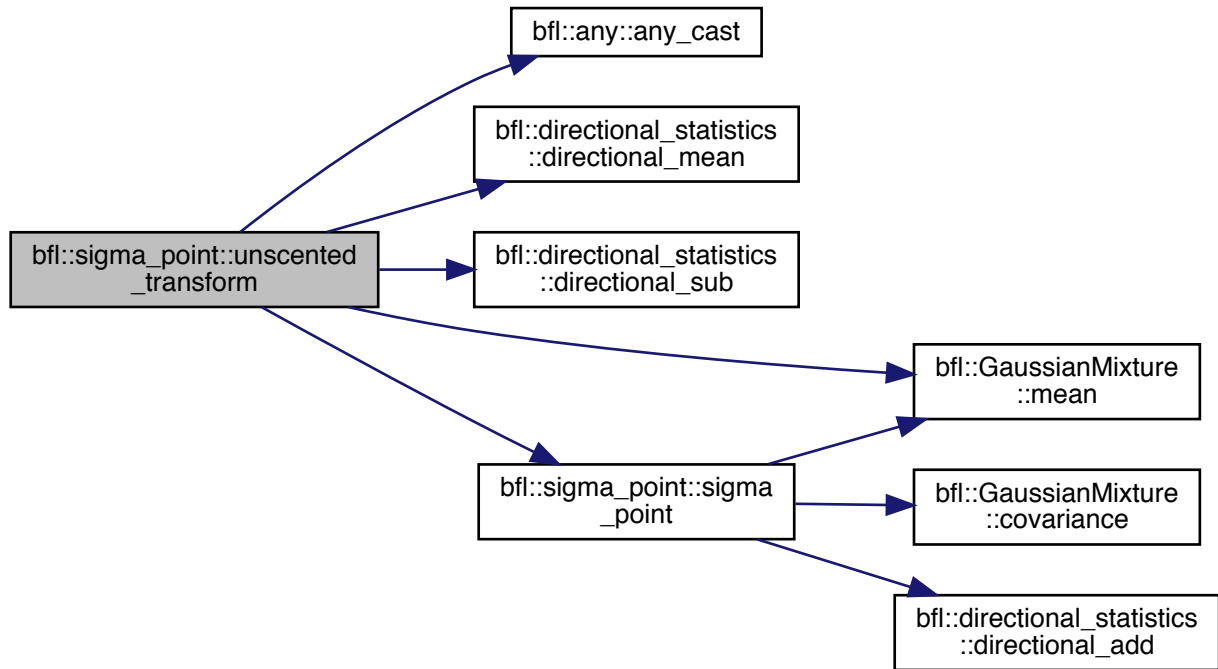 bfl::any::any_cast
bfl::directional_statistics
::directional_mean
bfl::sigma_point::unscented
_transform
bfl::directional_statistics
::directional_sub
bfl::GaussianMixture
::mean
bfl::sigma_point::sigma
_point
bfl::GaussianMixture
::covariance
bfl::directional_statistics
::directional_add